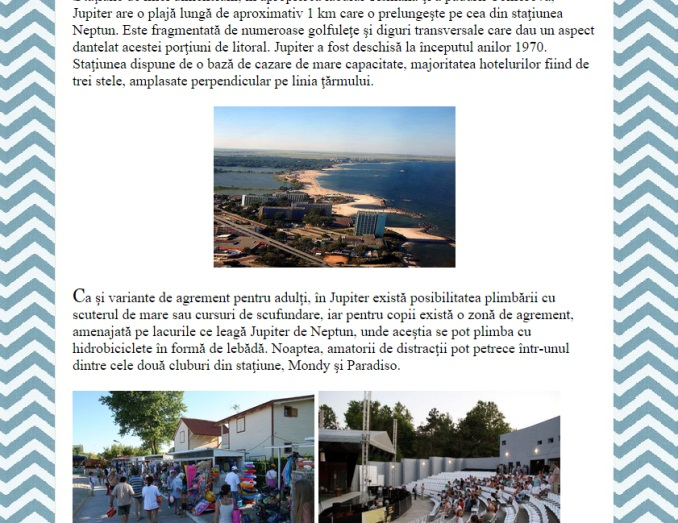 Jupiter are o plajă lungă de aproximativ 1 km care o prelungește pe cea din stațiunea
Neptun. Este fragmentată de numeroase golfulețe și diguri transversale care dau un aspect
dantelat acestei porțiuni de litoral. Jupiter a fost deschisă la începutul anilor 1970.
Stațiunea dispune de o bază de cazare de mare capacitate, majoritatea hotelurilor fiind de
trei stele, amplasate perpendicular pe linia țărmului.
Ca și variante de agrement pentru adulți, în Jupiter există posibilitatea plimbării cu
scuterul de mare sau cursuri de scufundare, iar pentru copii există o zonă de agrement,
amenajată pe lacurile ce leagă Jupiter de Neptun, unde aceștia se pot plimba cu
hidrobiciclete în formă de lebădă. Noaptea, amatorii de distracții pot petrece într-unul
dintre cele două cluburi din stațiune, Mondy și Paradiso.